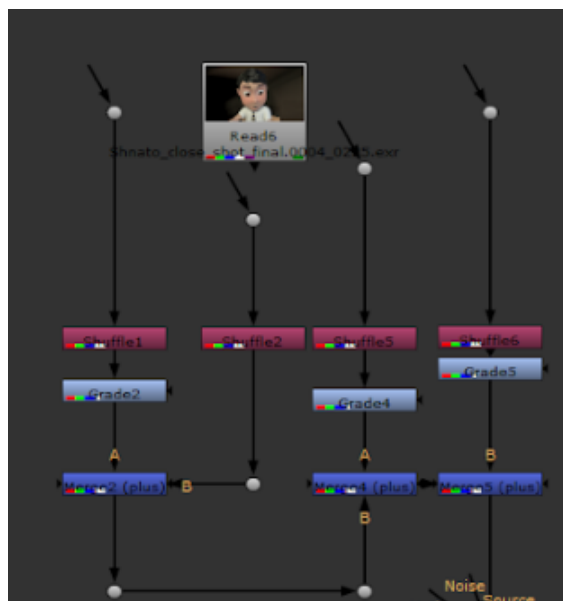 Read6
Shnato_close_shot_final.0004_0215.exr
Shuffle1
Shuffle2
Shuffle5
Shuffle6
Grade2
Grade4
Grade5
A
A
B
Merge2 (plus)
B
Merge4 (plus)
Merge5 (plus)
B
Noise
Source